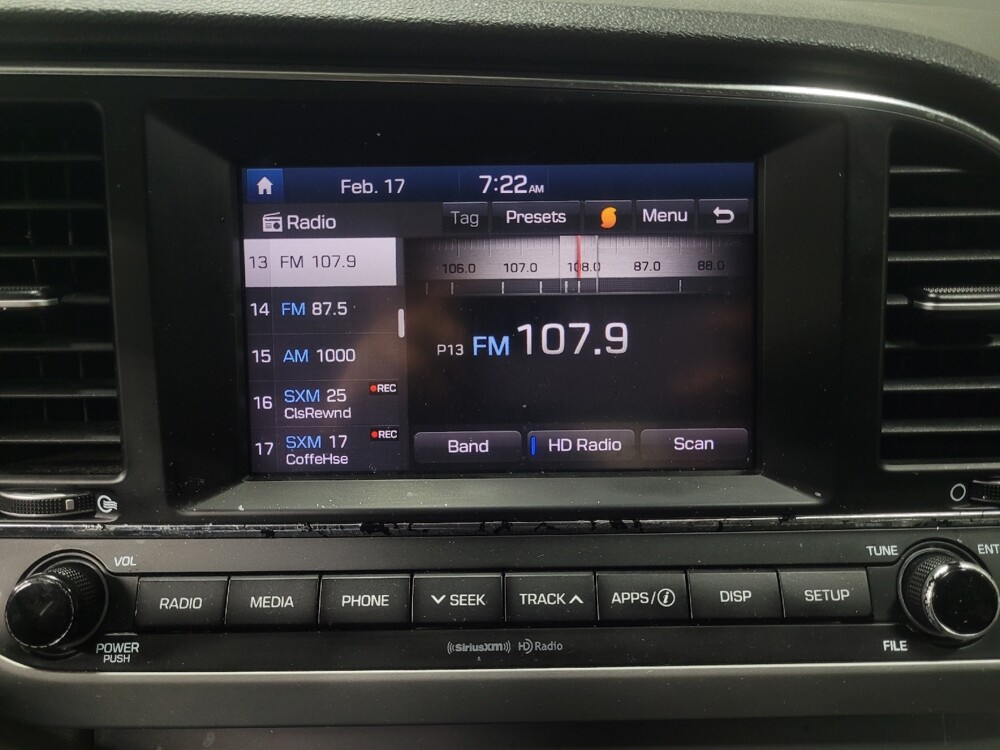 Feb. 17 7:22 AM
Radio Tag Presets Menu
13 FM 107.9
106.0 107.0 108.0 87.0 88.0
14 FM 87.5
P13 FM 107.9
15 AM 1000
16 SXM 25 REC
ClsRewnd
17 SXM 17 REC
CoffeHse
Band HD Radio Scan
VOL TUNE ENT
RADIO MEDIA PHONE SEEK TRACK APPS/i DISP SETUP
POWER
PUSH
((SiriusXM)) HD Radio
FILE